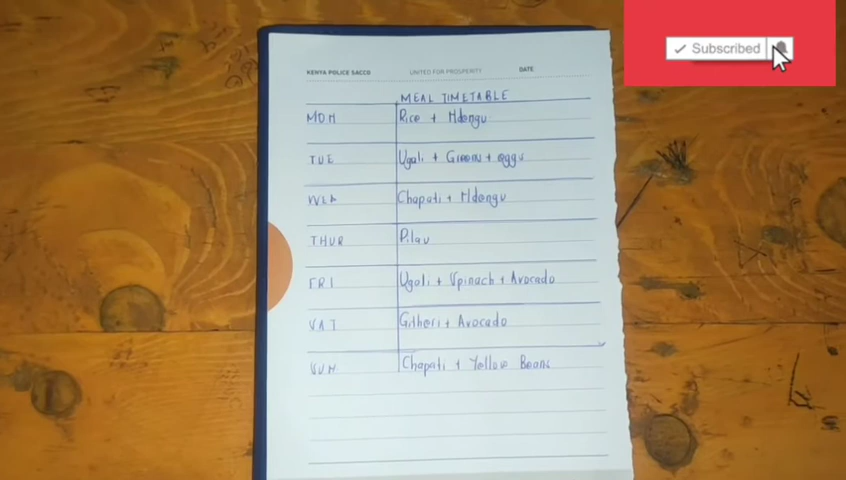 Subscribed
KENYA POLICE SACCO UNITED FOR PROSPERITY DATE
MEAL TIMETABLE
MON Rice + Ndengu
TUE Ugali + Greens + eggs
WED Chapati + Ndengu
THUR Pilau
FRI Ugali + Spinach + Avocado
SAT Githeri + Avocado
SUN Chapati + Yellow Beans